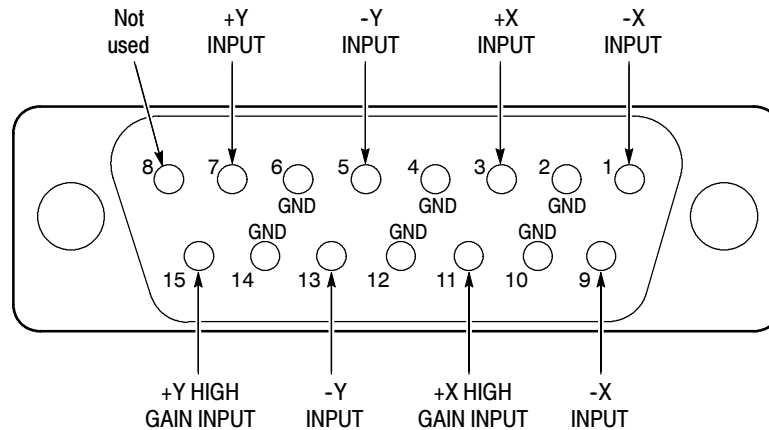 Not
used
+Y
INPUT
-Y
INPUT
+X
INPUT
-X
INPUT
8
7
6
5
4
3
2
1
GND
GND
GND
GND
GND
GND
15
14
13
12
11
10
9
+Y HIGH
GAIN INPUT
-Y
INPUT
+X HIGH
GAIN INPUT
-X
INPUT